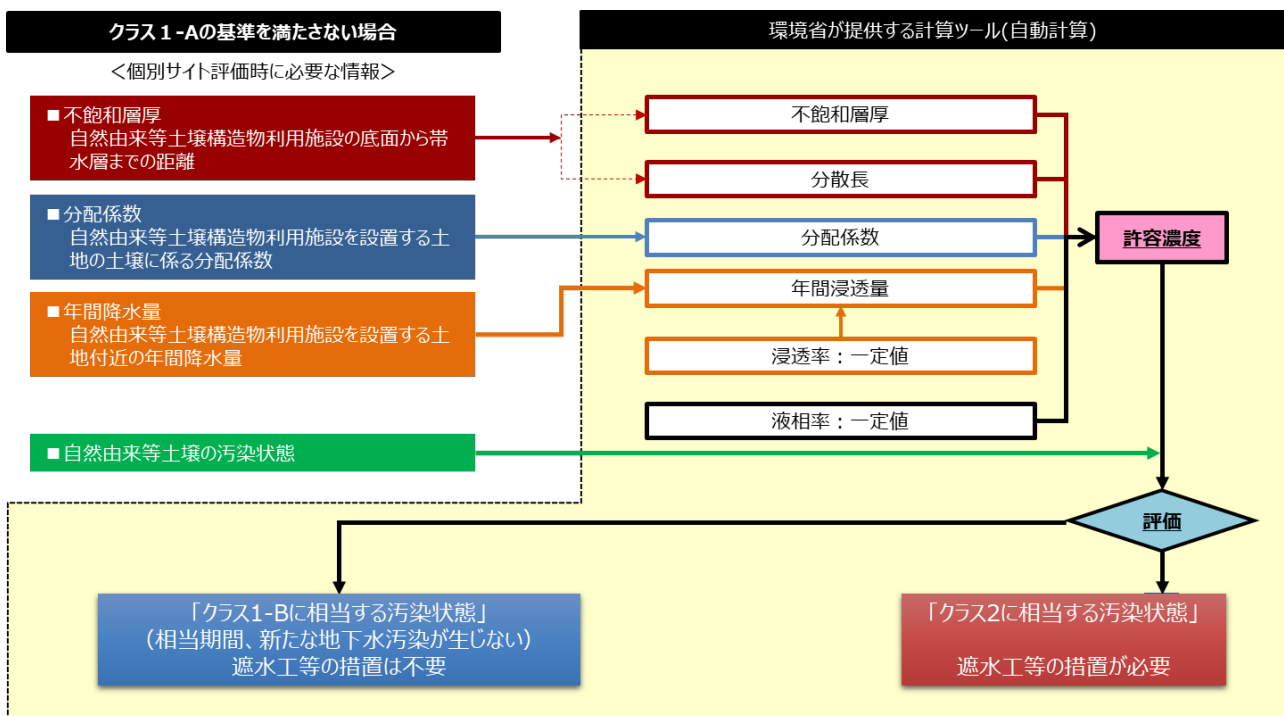 クラス１-Aの基準を満たさない場合
＜個別サイト評価時に必要な情報＞
■不飽和層厚
自然由来等土壌構造物利用施設の底面から帯
水層までの距離
■分配係数
自然由来等土壌構造物利用施設を設置する土
地の土壌に係る分配係数
■年間降水量
自然由来等土壌構造物利用施設を設置する土
地付近の年間降水量
■自然由来等土壌の汚染状態
環境省が提供する計算ツール(自動計算)
不飽和層厚
分散長
分配係数
年間浸透量
浸透率：一定値
液相率：一定値
許容濃度
評価
「クラス1-Bに相当する汚染状態」
（相当期間、新たな地下水汚染が生じない）
遮水工等の措置は不要
「クラス2に相当する汚染状態」
遮水工等の措置が必要